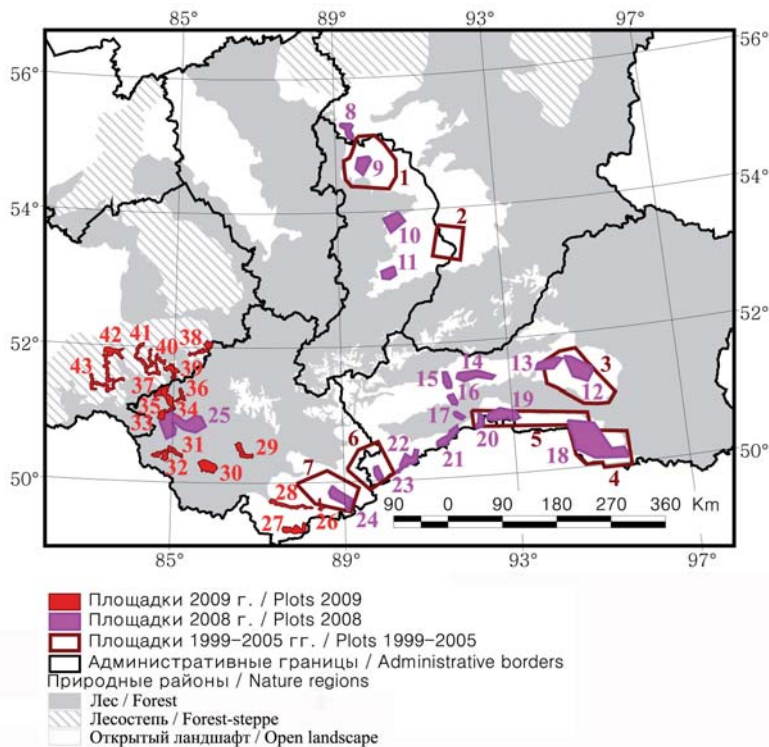 85° 89° 93° 97°
56° 56°
8
9
1
54° 54°
2
10
11
52° 52°
42 41 40 38
43 39
37 36
35 34
33 25
31
32 29
30
14 13 3
15 16 12
17 19
20 5
18
6 22 21 4
50° 50°
7 23
28
27 26 24
90 0 90 180 270 360 Km
85° 89° 93° 97°
Площадки 2009 г. / Plots 2009
Площадки 2008 г. / Plots 2008
Площадки 1999–2005 гг. / Plots 1999–2005
Административные границы / Administrative borders
Природные районы / Nature regions
Лес / Forest
Лесостепь / Forest-steppe
Открытый ландшафт / Open landscape